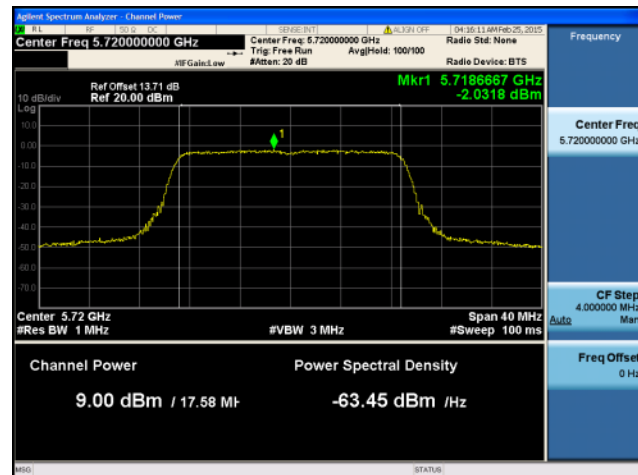 Agilent Spectrum Analyzer - Channel Power
RL RF 50 Ω DC SENSE:INT ALIGN OFF 04:16:11 AM Feb 25, 2015
Center Freq 5.720000000 GHz
Center Freq: 5.720000000 GHz
Radio Std: None
Trig: Free Run Avg|Hold: 100/100
#IFGain:Low #Atten: 20 dB Radio Device: BTS
Mkr1 5.7186667 GHz
-2.0318 dBm
Ref Offset 13.71 dB
10 dB/div Ref 20.00 dBm
Log
10.0
0.00
-10.0
-20.0
-30.0
-40.0
-50.0
-60.0
-70.0
1
Center 5.72 GHz Span 40 MHz
#Res BW 1 MHz #VBW 3 MHz #Sweep 100 ms
Channel Power Power Spectral Density
9.00 dBm / 17.58 MH -63.45 dBm /Hz
MSG STATUS
Frequency
Center Freq
5.720000000 GHz
CF Step
4.000000 MHz
Auto Man
Freq Offset
0 Hz